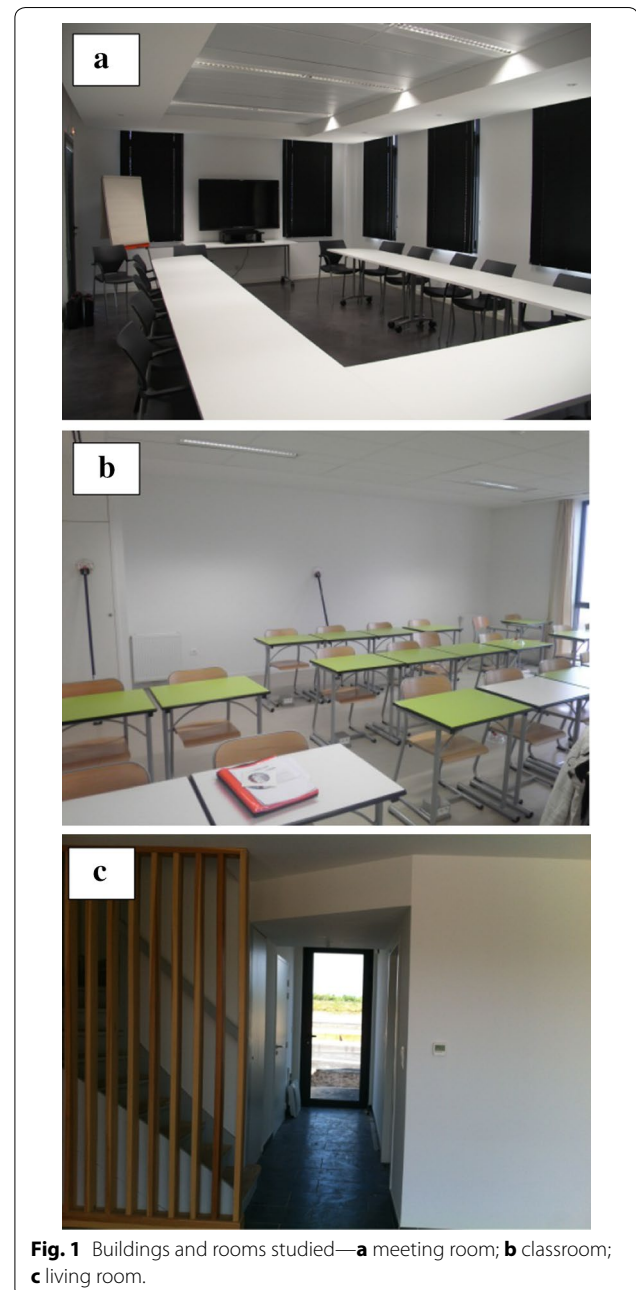 a
b
c
Fig. 1 Buildings and rooms studied—a meeting room; b classroom;
c living room.